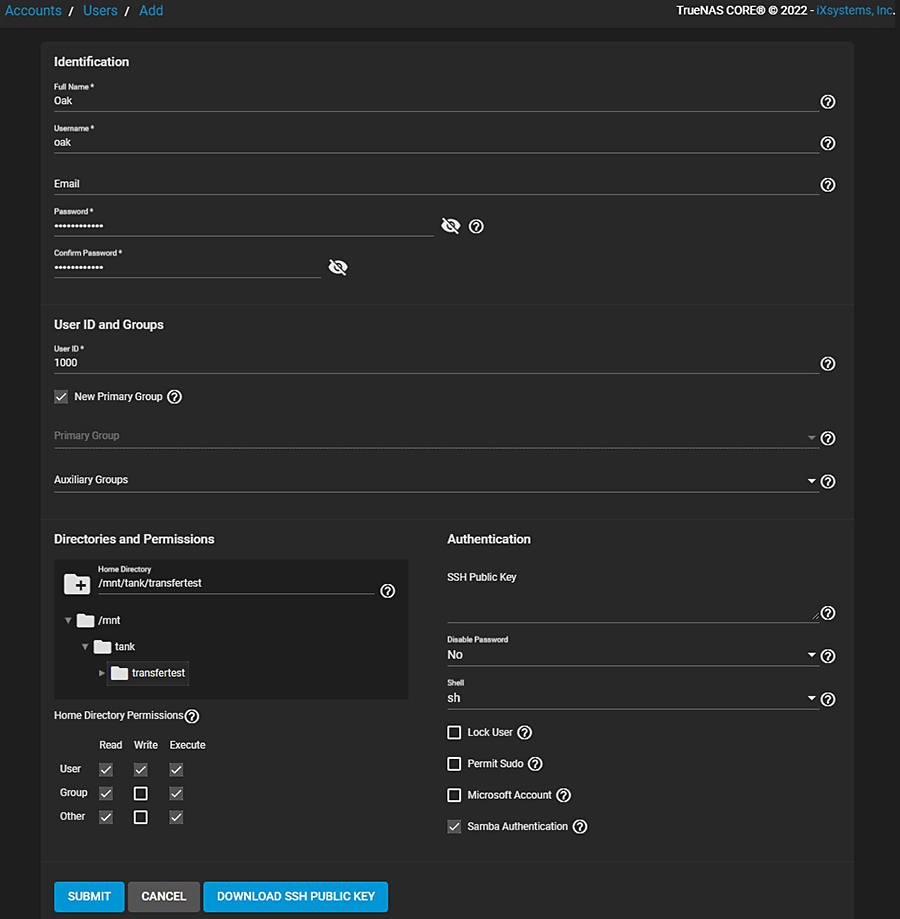 Accounts / Users / Add
TrueNAS CORE® © 2022 - iXsystems, Inc.
Identification
Full Name *
Oak
Username *
oak
Email
Password *
••••••••••••
Confirm Password *
••••••••••••
User ID and Groups
User ID *
1000
New Primary Group
Primary Group
Auxiliary Groups
Directories and Permissions
Home Directory
/mnt/tank/transfertest
/mnt
tank
transfertest
Home Directory Permissions
Read Write Execute
User
Group
Other
Authentication
SSH Public Key
Disable Password
No
Shell
sh
Lock User
Permit Sudo
Microsoft Account
Samba Authentication
SUBMIT CANCEL DOWNLOAD SSH PUBLIC KEY